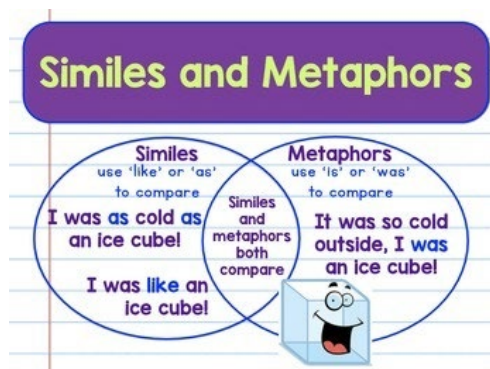 Similes and Metaphors
Similes
use 'like' or 'as'
to compare
I was as cold as
an ice cube!
I was like an
ice cube!
Similes
and
metaphors
both
compare
Metaphors
use 'is' or 'was'
to compare
It was so cold
outside, I was
an ice cube!